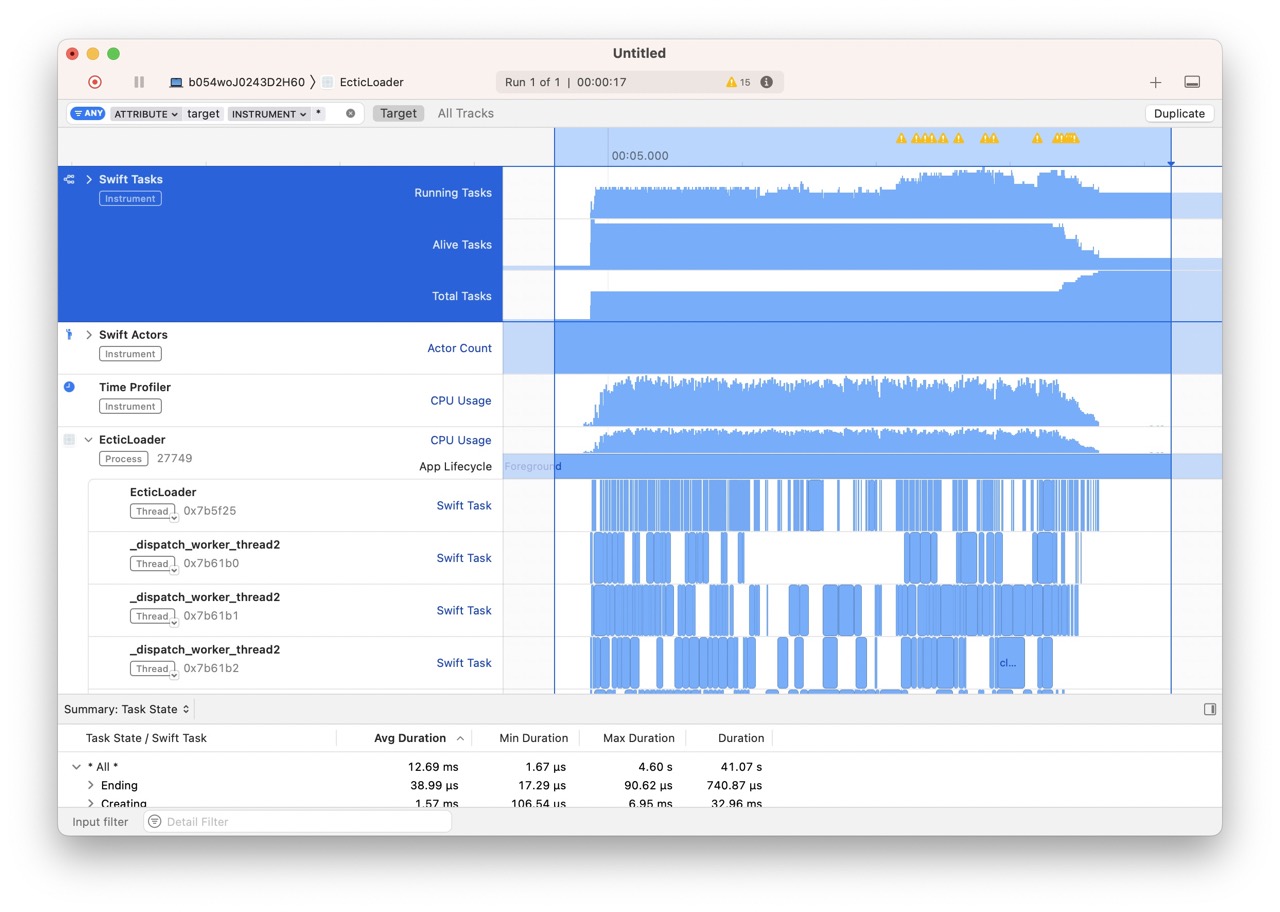 Untitled
b054woJ0243D2H60 〉 EcticLoader
Run 1 of 1 | 00:00:17
15
ANY ATTRIBUTE target INSTRUMENT *
Target
All Tracks
Duplicate
00:05.000
Swift Tasks
Instrument
Running Tasks
Alive Tasks
Total Tasks
Swift Actors
Instrument
Actor Count
Time Profiler
Instrument
CPU Usage
EcticLoader
Process 27749
CPU Usage
App Lifecycle
Foreground
EcticLoader
Thread 0x7b5f25
Swift Task
_dispatch_worker_thread2
Thread 0x7b61b0
Swift Task
_dispatch_worker_thread2
Thread 0x7b61b1
Swift Task
_dispatch_worker_thread2
Thread 0x7b61b2
Swift Task
cl...
Summary: Task State
Task State / Swift Task Avg Duration Min Duration Max Duration Duration
* All * 12.69 ms 1.67 µs 4.60 s 41.07 s
Ending 38.99 µs 17.29 µs 90.62 µs 740.87 µs
Creating 1.57 ms 106.54 µs 6.95 ms 32.96 ms
Input filter
Detail Filter